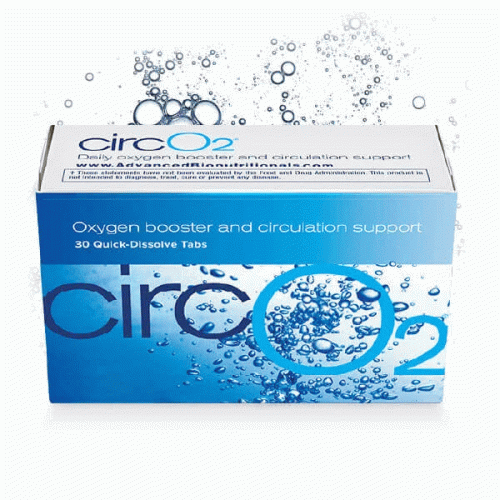 circO2
Daily oxygen booster and circulation support
www.AdvancedBionutritionals.com
† These statements have not been evaluated by the Food and Drug Administration. This product is
not intended to diagnose, treat, cure or prevent any disease.
Oxygen booster and circulation support
30 Quick-Dissolve Tabs
circO2